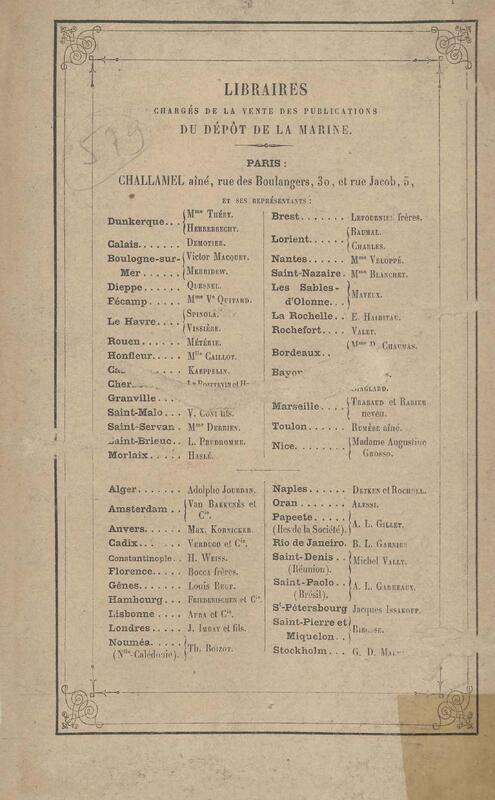 LIBRAIRES
CHARGÉS DE LA VENTE DES PUBLICATIONS
DU DÉPÔT DE LA MARINE.
579
PARIS :
CHALLAMEL aîné, rue des Boulangers, 30, et rue Jacob, 5,
ET SES REPRÉSENTANTS :
Dunkerque... Mme THÉRY.
HERREBRECHT.
Calais....... DEMOTIER.
Boulogne-sur-Mer... Victor MACQUET.
MERRIDEW.
Dieppe...... QUESNEL.
Fécamp..... Mme Ve QUITARD.
Le Havre.... SPINOLA.
VISSIÈRE.
Rouen...... MÉTÉRIE.
Honfleur.... Mlle CAILLOT.
KAEPPELIN.
Cher
Granville....
Saint-Malo... V. CONI fils.
Saint-Servan. Mme DERRIEN.
Saint-Brieuc.. L. PRUDHOMME.
Morlaix..... HASLÉ.
Brest....... LEFOURNIER frères.
Lorient...... BAUMAL.
CHARLES.
Nantes...... Mme VELOPPÉ.
Saint-Nazaire. Mme BLANCHET.
Les Sables-d'Olonne... MAYEUX.
La Rochelle.. E.
Rochefort.... VALET.
Bordeaux.. Mme CHAUMAS.
Marseille.... TRABAUD et RABIER neveu.
Toulon...... RUMÈBE aîné.
Nice........ Madame Augustine GROSSO.
Alger....... Adolphe JOURDAN.
Amsterdam.. VAN BAKKENÈS et Cie.
Anvers...... MAX. KORNICKER.
Cadix....... VERDUGO et Cie.
Constantinople.. H. WEISS.
Florence..... BOCCA frères.
Gênes....... LOUIS BEUF.
Hambourg... FRIEDERICHSEN et Cie.
Lisbonne.... AFRA et Cie.
Londres..... J. IMRAY et fils.
Nouméa..... (Nlle-Calédonie). TH. BOIZOT.
Naples...... DETKEN et ROCHOLL.
Oran....... ALESSI.
Papeete..... (Iles de la Société). A. L. GILLET.
Rio de Janeiro. B. L. GARNIER
Saint-Denis.. (Réunion). Michel VALLY.
Saint-Paolo.. (Brésil). A. L. GARREAUX.
St-Pétersbourg Jacques ISSAKOFF.
Saint-Pierre et Miquelon..
Stockholm... G. D.